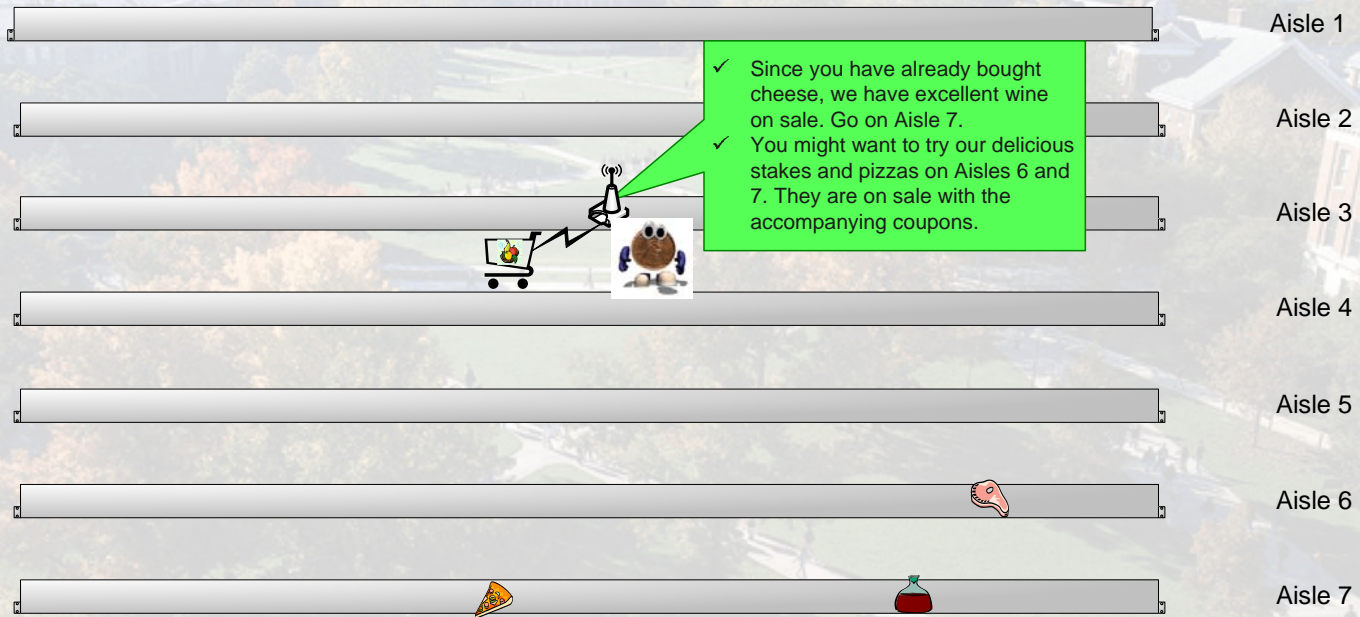 Aisle 1
✓ Since you have already bought
cheese, we have excellent wine
on sale. Go on Aisle 7.
✓ You might want to try our delicious
stakes and pizzas on Aisles 6 and
7. They are on sale with the
accompanying coupons.
Aisle 2
Aisle 3
Aisle 4
Aisle 5
Aisle 6
Aisle 7